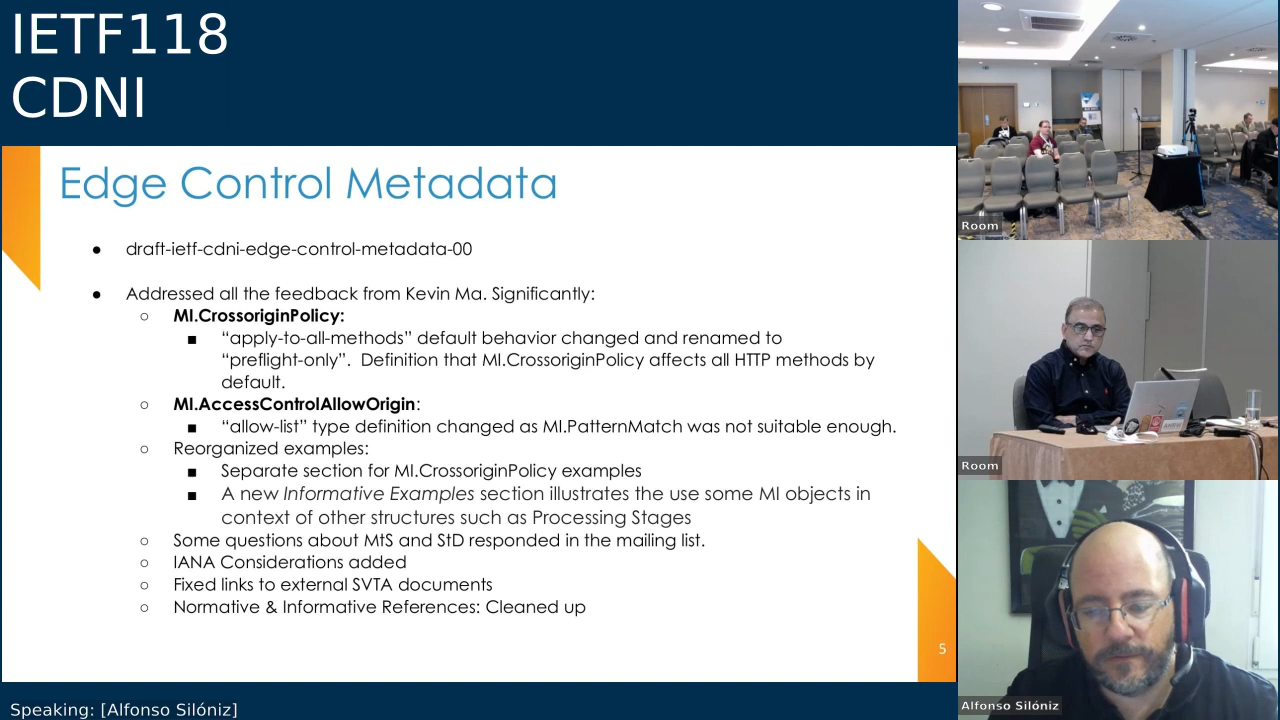 IETF118
CDNI
Edge Control Metadata
● draft-ietf-cdni-edge-control-metadata-00
● Addressed all the feedback from Kevin Ma. Significantly:
○ MI.CrossoriginPolicy:
■ “apply-to-all-methods” default behavior changed and renamed to
“preflight-only”. Definition that MI.CrossoriginPolicy affects all HTTP methods by
default.
○ MI.AccessControlAllowOrigin:
■ “allow-list” type definition changed as MI.PatternMatch was not suitable enough.
○ Reorganized examples:
■ Separate section for MI.CrossoriginPolicy examples
■ A new Informative Examples section illustrates the use some MI objects in
context of other structures such as Processing Stages
○ Some questions about MtS and StD responded in the mailing list.
○ IANA Considerations added
○ Fixed links to external SVTA documents
○ Normative & Informative References: Cleaned up
5
Speaking: [Alfonso Silóniz]
Room
Room
Alfonso Silóniz